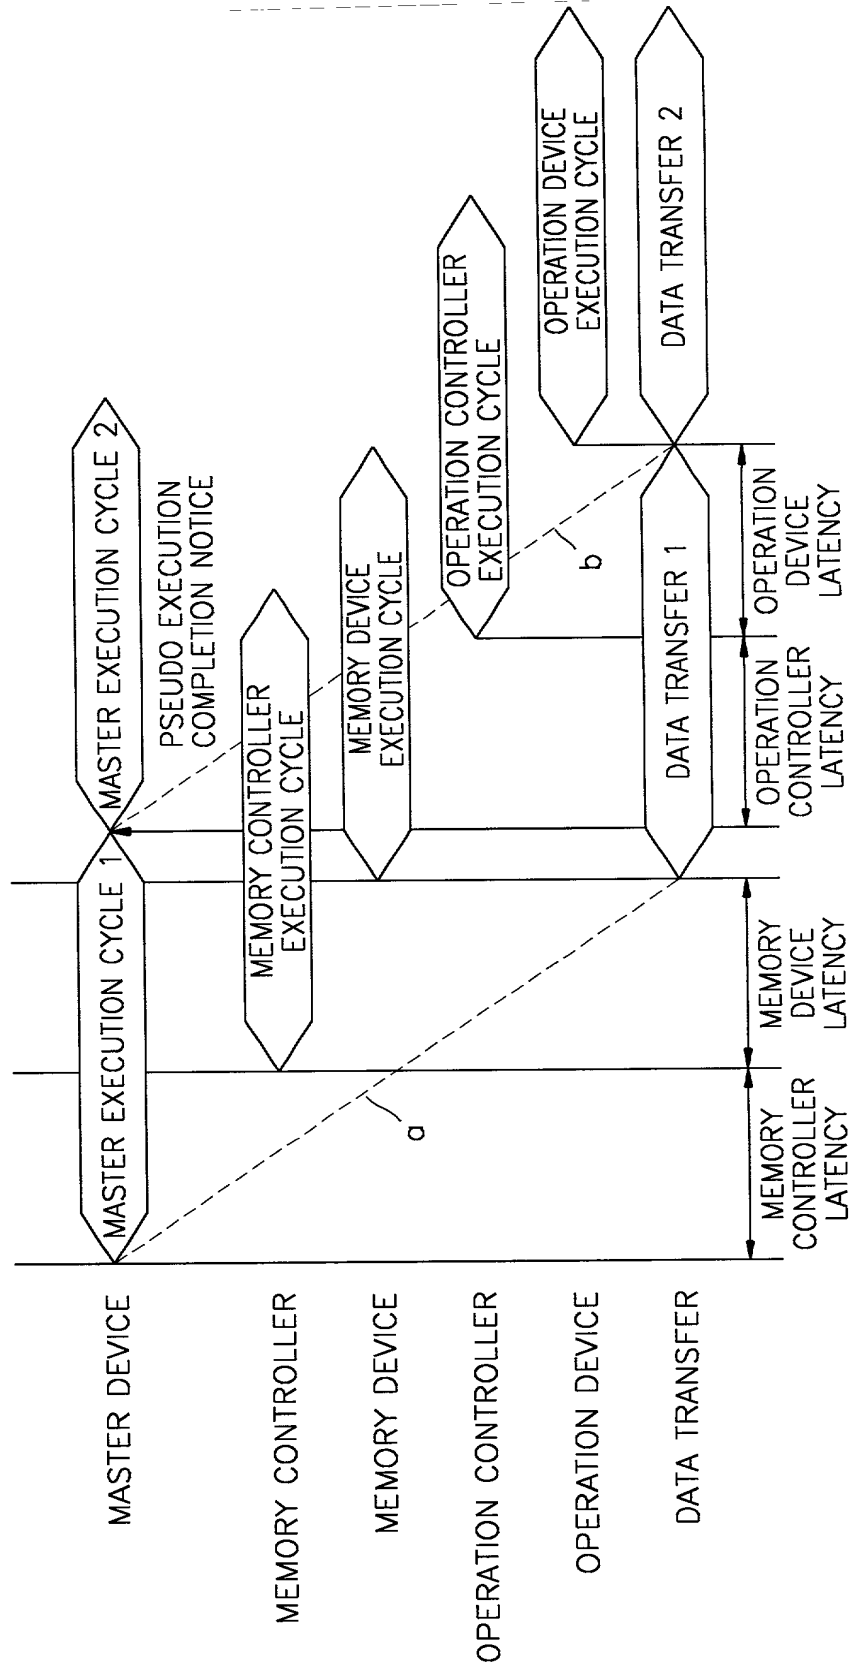 MASTER DEVICE
MASTER EXECUTION CYCLE 1
MASTER EXECUTION CYCLE 2
PSEUDO EXECUTION
COMPLETION NOTICE
MEMORY CONTROLLER
MEMORY CONTROLLER
EXECUTION CYCLE
MEMORY DEVICE
MEMORY DEVICE
EXECUTION CYCLE
a
OPERATION CONTROLLER
OPERATION CONTROLLER
EXECUTION CYCLE
b
OPERATION DEVICE
OPERATION DEVICE
EXECUTION CYCLE
DATA TRANSFER
DATA TRANSFER 1
DATA TRANSFER 2
MEMORY
CONTROLLER
LATENCY
MEMORY
DEVICE
LATENCY
OPERATION
CONTROLLER
LATENCY
OPERATION
DEVICE
LATENCY